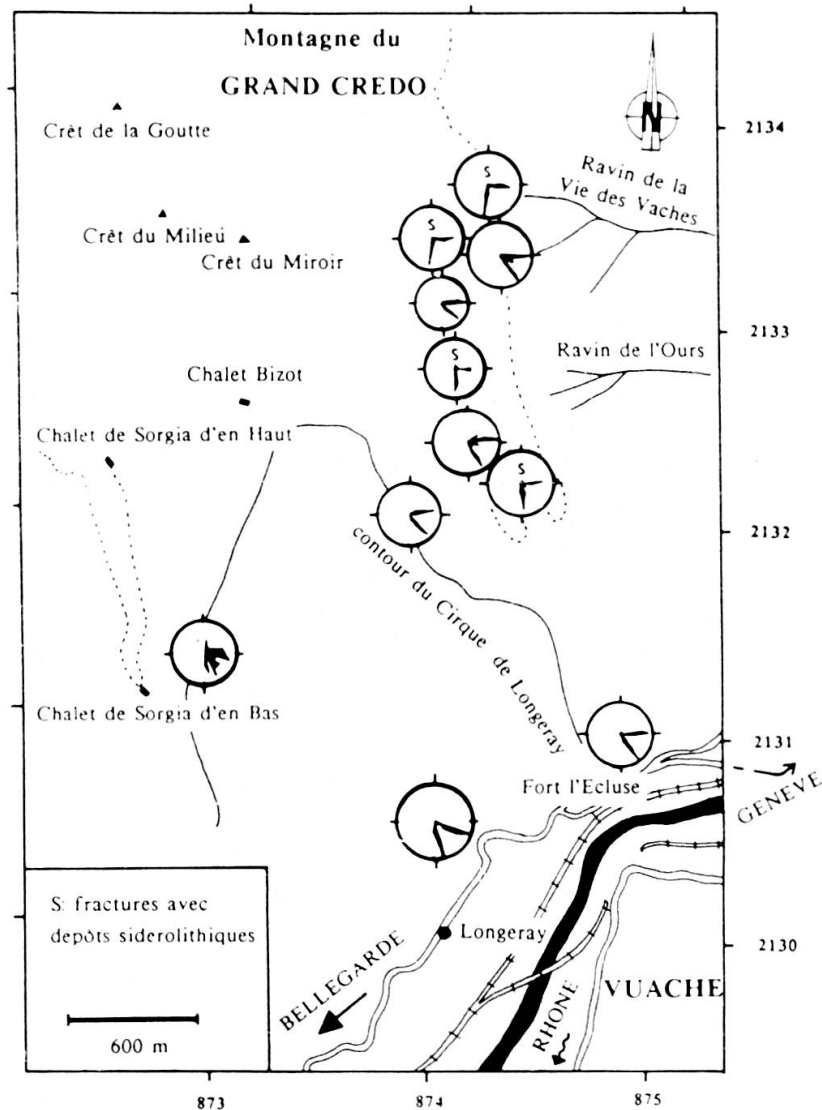 Montagne du
GRAND CREDO
N
Crêt de la Goutte
2134
Ravin de la
Vie des Vaches
S
Crêt du Milieu
S
Crêt du Miroir
2133
Ravin de l'Ours
S
Chalet Bizot
Chalet de Sorgia d'en Haut
S
2132
contour du Cirque de Longeray
Chalet de Sorgia d'en Bas
2131
Fort l'Ecluse
GENEVE
S: fractures avec
depôts siderolithiques
600 m
Longeray
2130
BELLEGARDE
VUACHE
RHONE
873
874
875